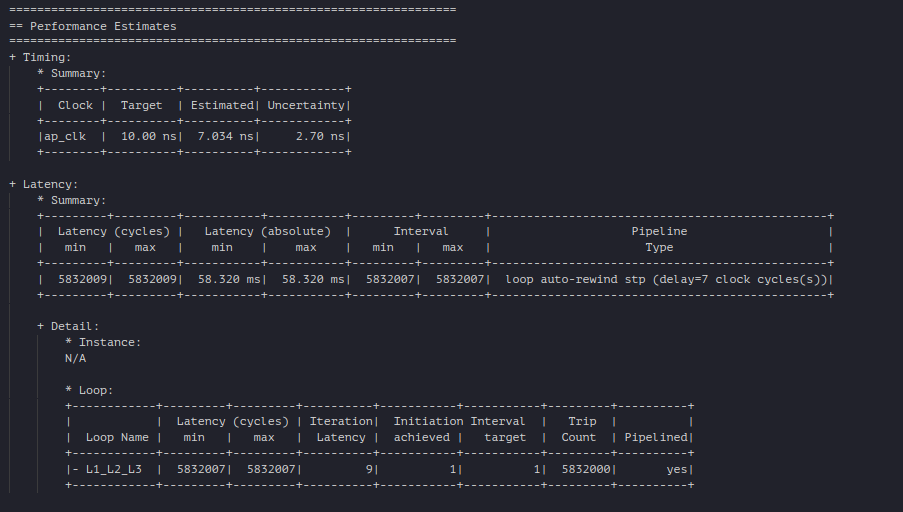 ================================================================
== Performance Estimates
================================================================
+ Timing:
    * Summary:
    +--------+----------+----------+------------+
    |  Clock |  Target  | Estimated| Uncertainty|
    +--------+----------+----------+------------+
    |ap_clk  |  10.00 ns|  7.034 ns|     2.70 ns|
    +--------+----------+----------+------------+

+ Latency:
    * Summary:
    +---------+---------+-----------+-----------+---------+---------+------------------------------------------------+
    |  Latency (cycles) |   Latency (absolute)  |      Interval     |                    Pipeline                    |
    |   min   |   max   |    min    |    max    |   min   |   max   |                      Type                      |
    +---------+---------+-----------+-----------+---------+---------+------------------------------------------------+
    |  5832009|  5832009|  58.320 ms|  58.320 ms|  5832007|  5832007|  loop auto-rewind stp (delay=7 clock cycles(s))|
    +---------+---------+-----------+-----------+---------+---------+------------------------------------------------+

    + Detail:
        * Instance:
        N/A

        * Loop:
        +------------+---------+---------+----------+-----------+-----------+---------+----------+
        |            |  Latency (cycles) | Iteration|  Initiation Interval  |   Trip  |          |
        |  Loop Name |   min   |   max   |  Latency |  achieved |   target  |  Count  | Pipelined|
        +------------+---------+---------+----------+-----------+-----------+---------+----------+
        |- L1_L2_L3  |  5832007|  5832007|         9|          1|          1|  5832000|       yes|
        +------------+---------+---------+----------+-----------+-----------+---------+----------+